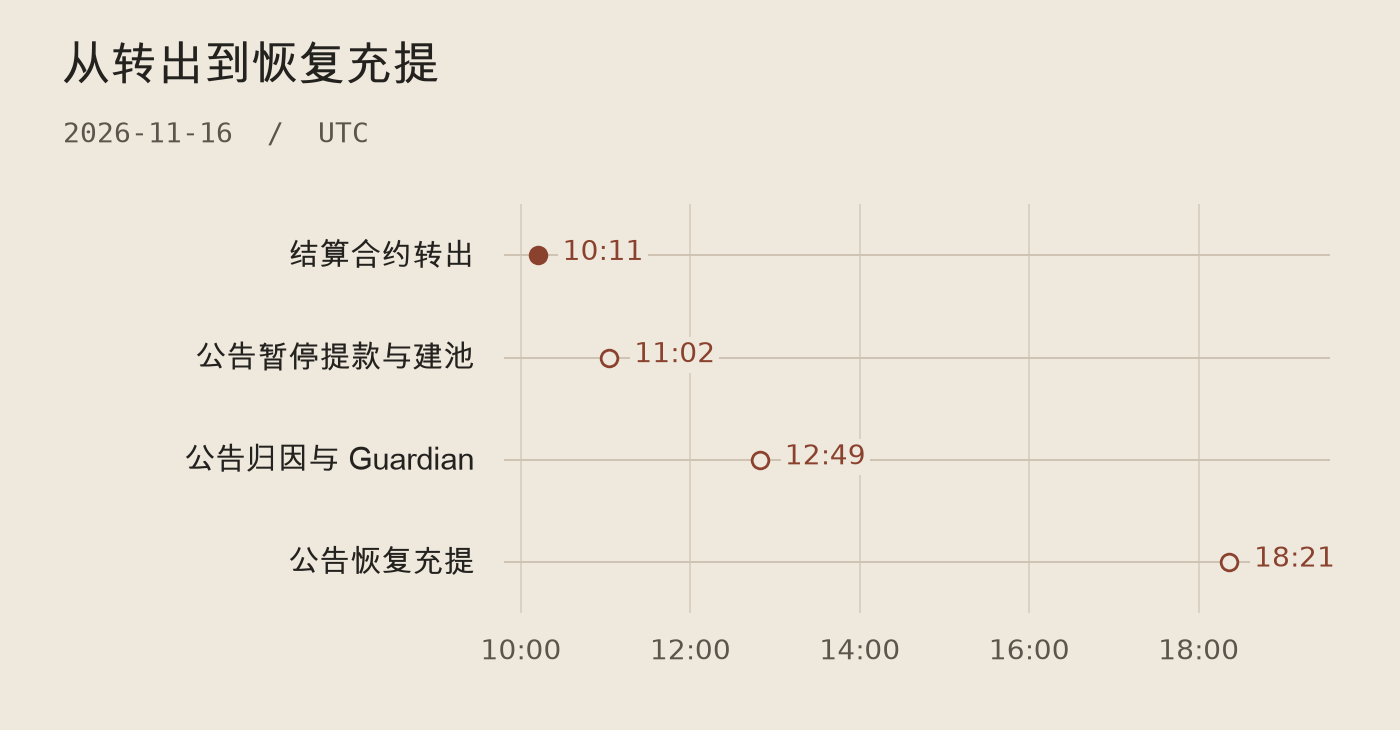 从转出到恢复充提
2026-11-16 / UTC
结算合约转出 10:11
公告暂停提款与建池 11:02
公告归因与 Guardian 12:49
公告恢复充提 18:21
10:00 12:00 14:00 16:00 18:00